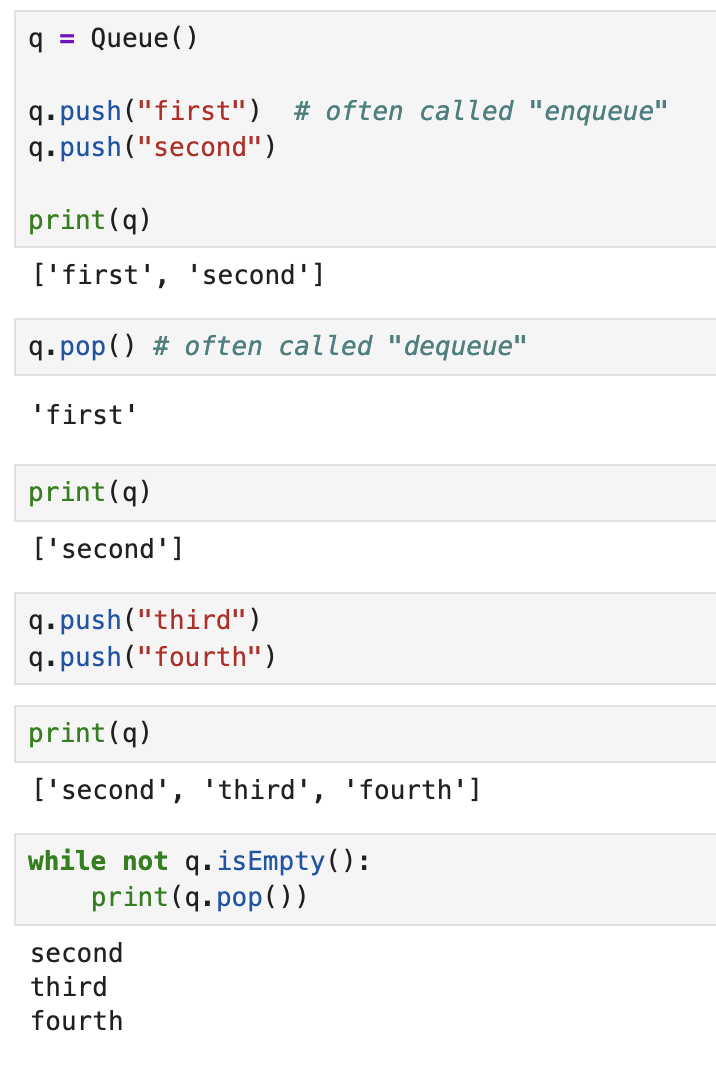 q = Queue()
q.push("first")  # often called "enqueue"
q.push("second")
print(q)
['first', 'second']
q.pop() # often called "dequeue"
'first'
print(q)
['second']
q.push("third")
q.push("fourth")
print(q)
['second', 'third', 'fourth']
while not q.isEmpty():
    print(q.pop())
second
third
fourth